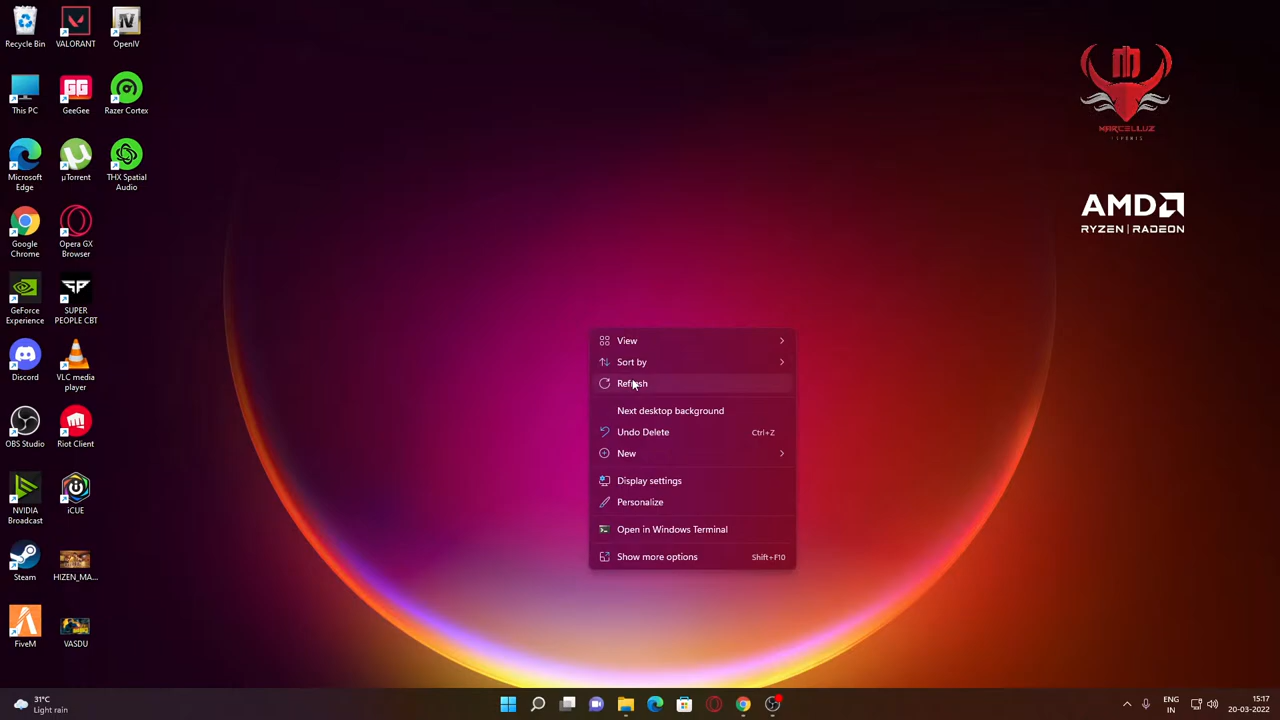 Recycle Bin
VALORANT
OpenIV
This PC
GeeGee
Razer Cortex
Microsoft
Edge
µTorrent
THX Spatial
Audio
Google
Chrome
Opera GX
Browser
GeForce
Experience
SUPER
PEOPLE CBT
Discord
VLC media
player
OBS Studio
Riot Client
NVIDIA
Broadcast
iCUE
Steam
HIZEN_MA...
FiveM
VASDU
MARCELLUZ
AMD
RYZEN | RADEON
View
Sort by
Refresh
Next desktop background
Undo Delete Ctrl+Z
New
Display settings
Personalize
Open in Windows Terminal
Show more options Shift+F10
31°C
Light rain
ENG
IN
15:17
20-03-2022